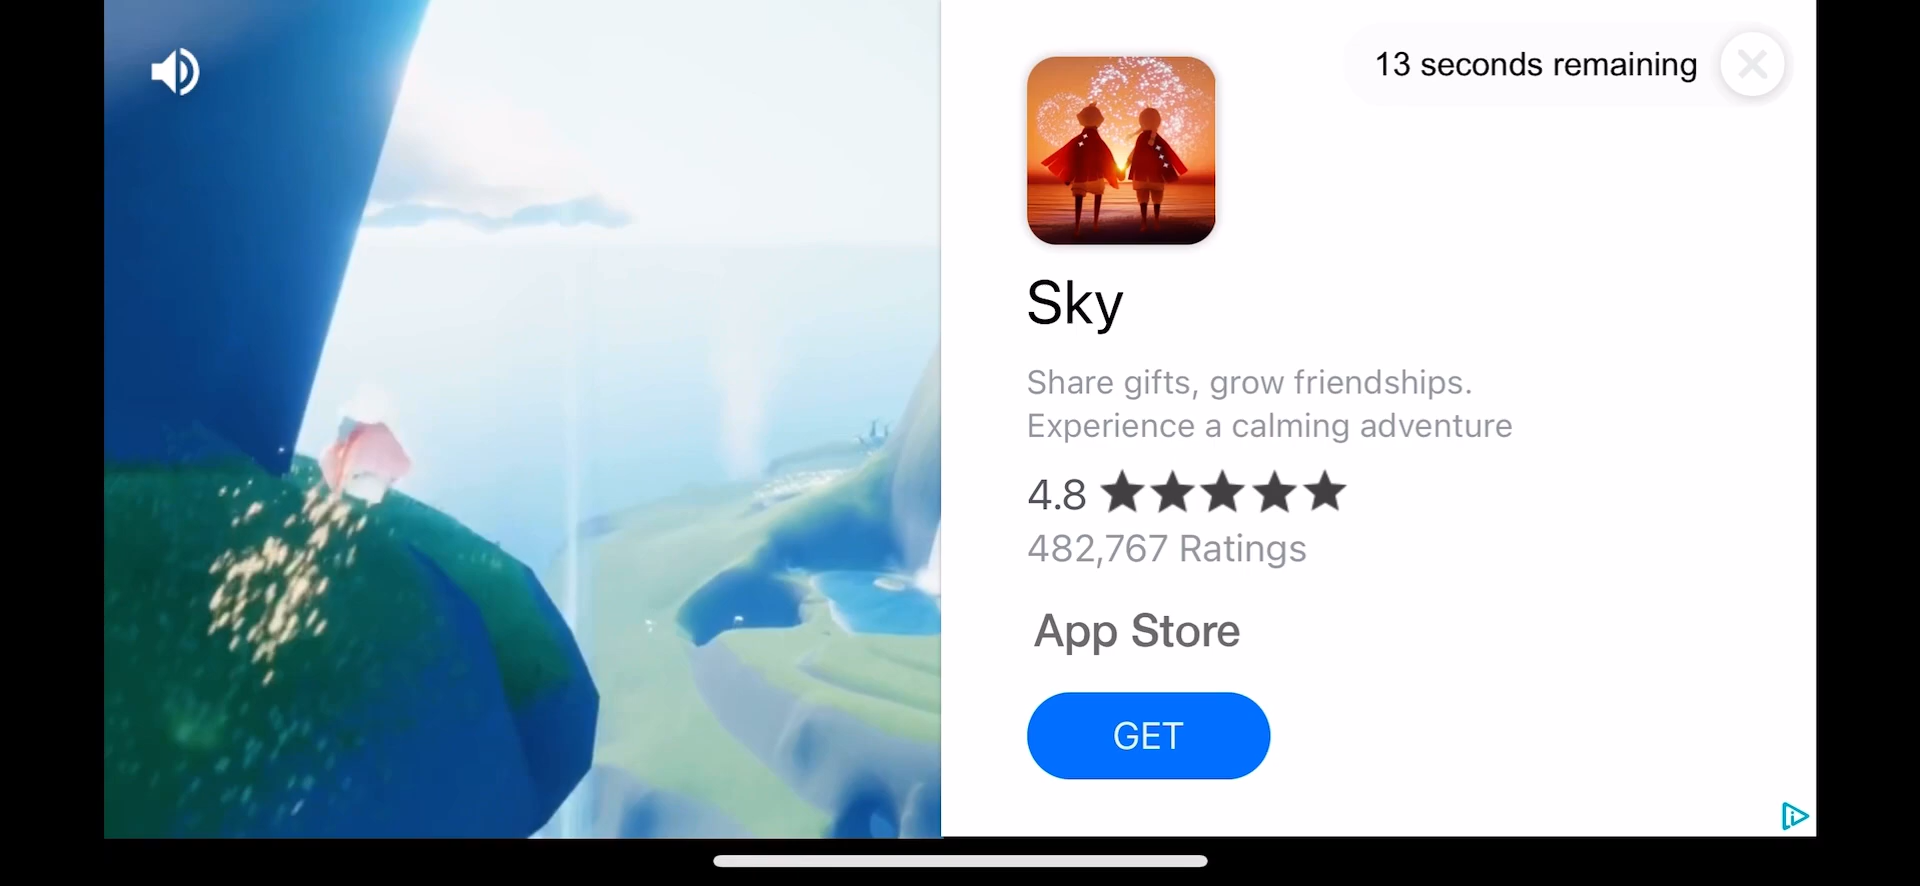 13 seconds remaining
Sky
Share gifts, grow friendships.
Experience a calming adventure
4.8
482,767 Ratings
App Store
GET